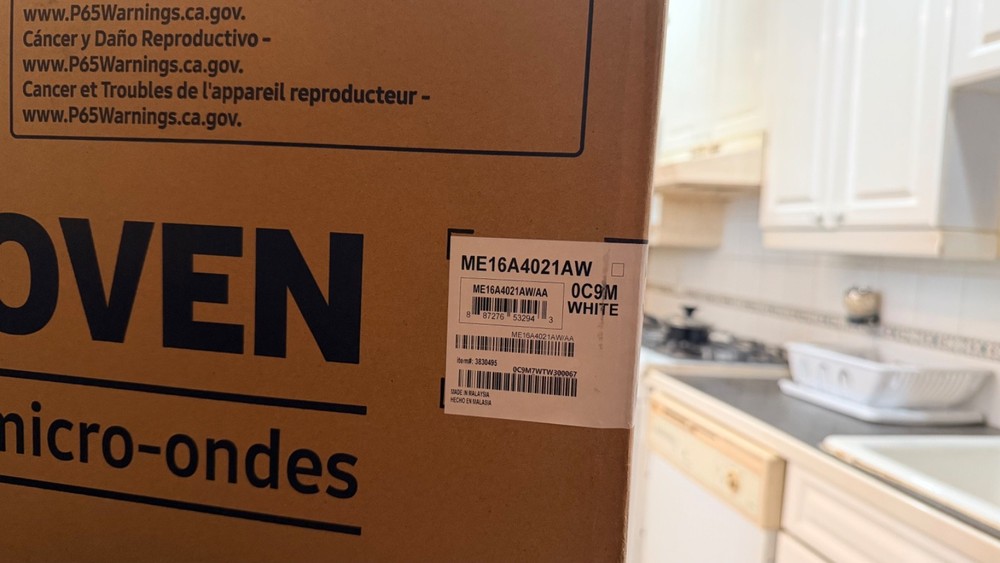 www.P65Warnings.ca.gov.
Cáncer y Daño Reproductivo –
www.P65Warnings.ca.gov.
Cancer et Troubles de l'appareil reproducteur –
www.P65Warnings.ca.gov.
OVEN
micro-ondes
ME16A4021AW
ME16A4021AW/AA
0C9M
WHITE
8 87276 53294 3
ME16A4021AW/AA
Item#: 3830495
0C9M7WTW300067
MADE IN MALAYSIA
HECHO EN MALASIA